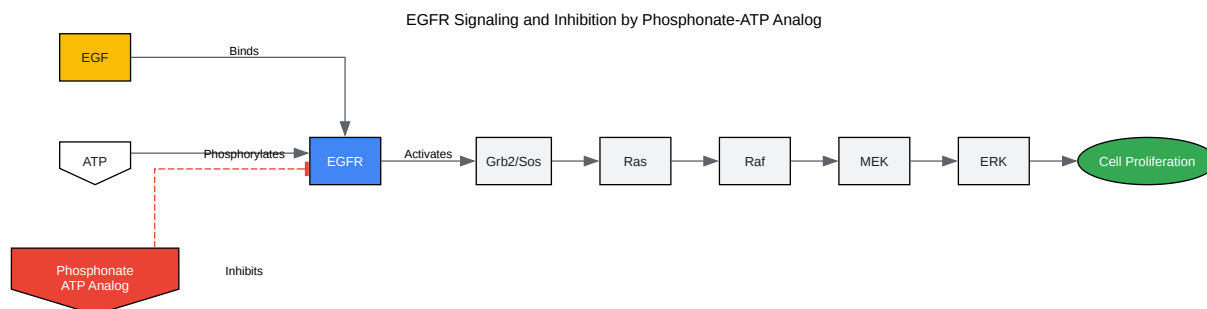 EGFR Signaling and Inhibition by Phosphonate-ATP Analog
EGF
Binds
ATP
Phosphorylates
EGFR
Activates
Grb2/Sos
Ras
Raf
MEK
ERK
Cell Proliferation
Phosphonate
ATP Analog
Inhibits